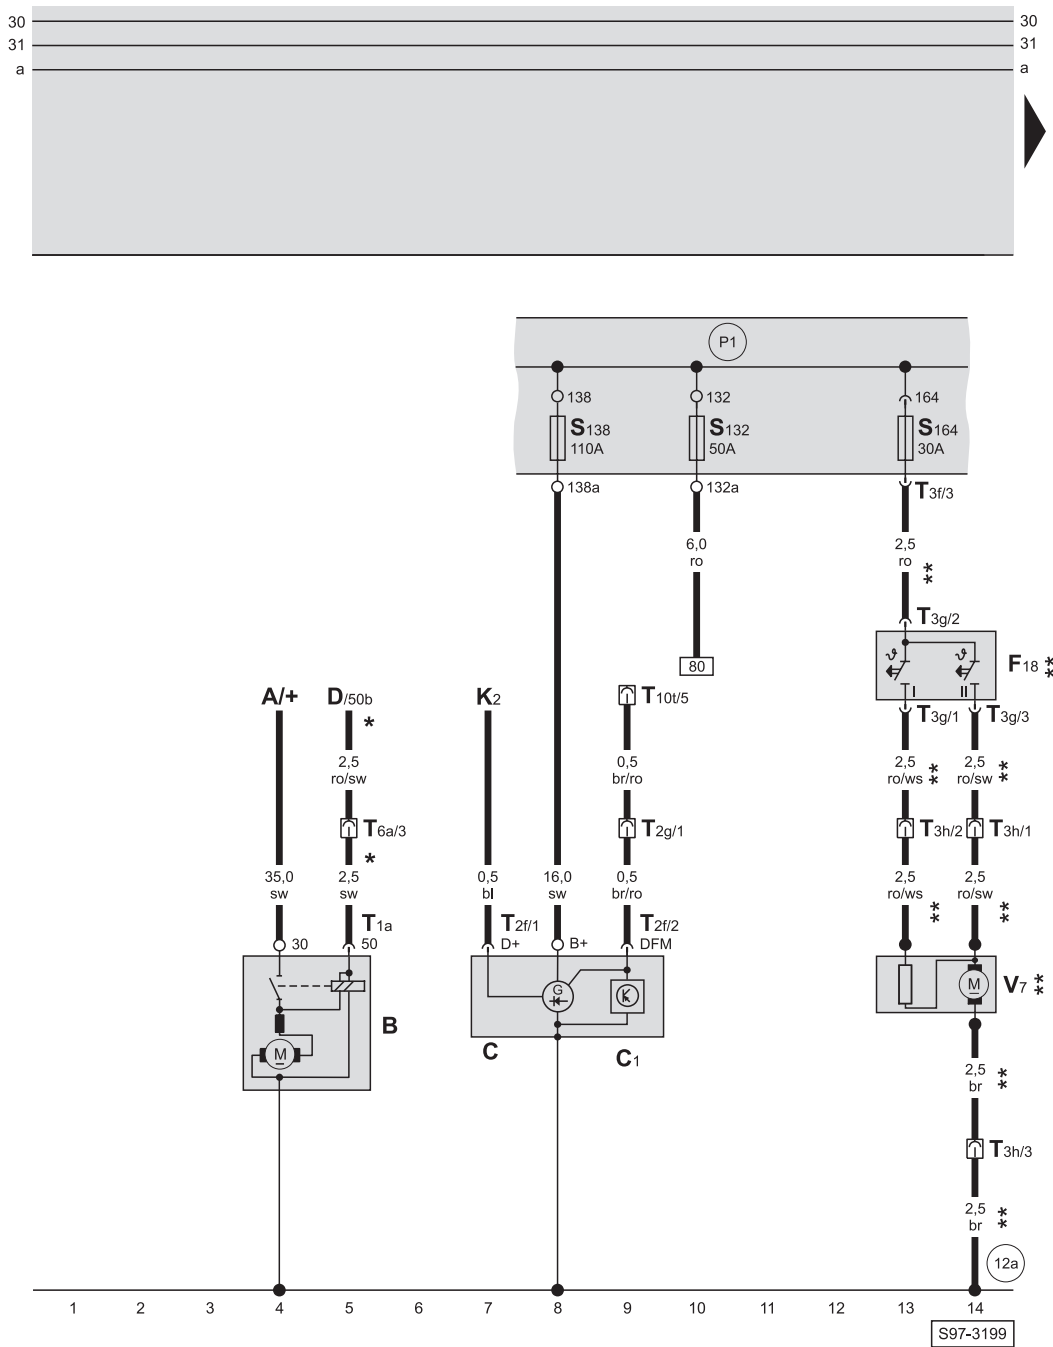 30 30
31 31
a a
P1
138 132 164
S138 S132 S164
110A 50A 30A
138a 132a T3f/3
6,0 2,5
ro ro **
T3g/2
80 F18 **
I II
A/+ D/50b K2 T10t/5 T3g/1 T3g/3
*
2,5 0,5 2,5 2,5
ro/sw br/ro ro/ws ** ro/sw **
T6a/3 T2g/1 T3h/2 T3h/1
*
35,0 2,5 0,5 16,0 0,5 2,5 2,5
sw sw bl sw br/ro ro/ws ro/sw
** **
T1a T2f/1 T2f/2
30 50 D+ B+ DFM
G K M V7 **
B
M C C1
2,5
br **
T3h/3
2,5
br **
12a
1 2 3 4 5 6 7 8 9 10 11 12 13 14
S97-3199